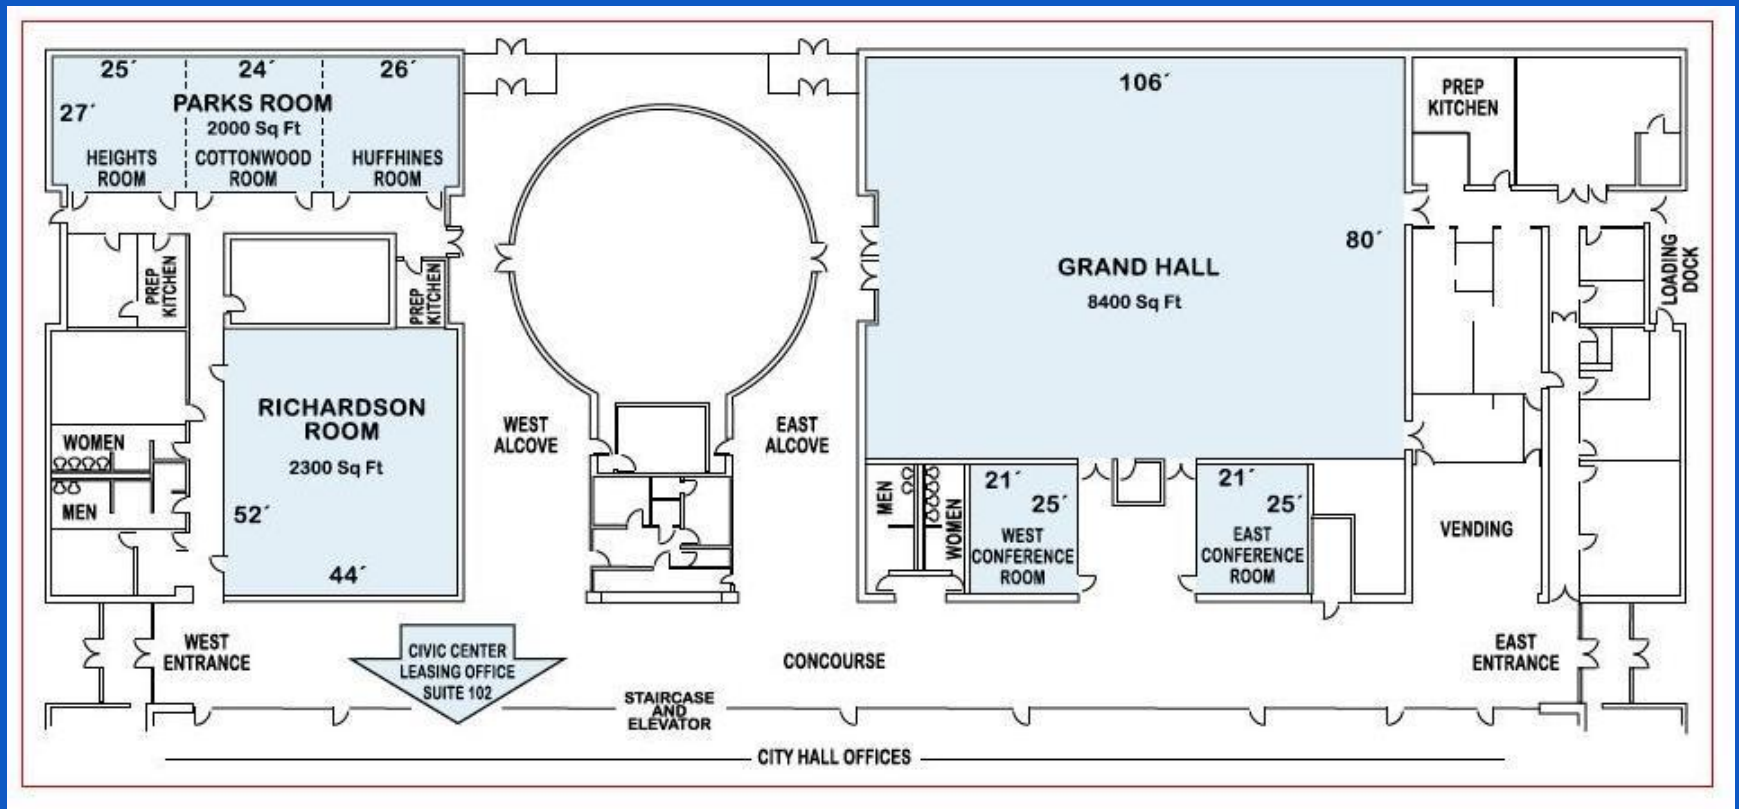 25´
24´
26´
27´
PARKS ROOM
2000 Sq Ft
HEIGHTS
ROOM
COTTONWOOD
ROOM
HUFFHINES
ROOM
PREP
KITCHEN
PREP
KITCHEN
RICHARDSON
ROOM
2300 Sq Ft
52´
44´
WOMEN
MEN
WEST
ALCOVE
EAST
ALCOVE
106´
80´
GRAND HALL
8400 Sq Ft
PREP
KITCHEN
LOADING
DOCK
MEN
WOMEN
21´
25´
WEST
CONFERENCE
ROOM
21´
25´
EAST
CONFERENCE
ROOM
VENDING
WEST
ENTRANCE
CIVIC CENTER
LEASING OFFICE
SUITE 102
CONCOURSE
EAST
ENTRANCE
STAIRCASE
AND
ELEVATOR
CITY HALL OFFICES